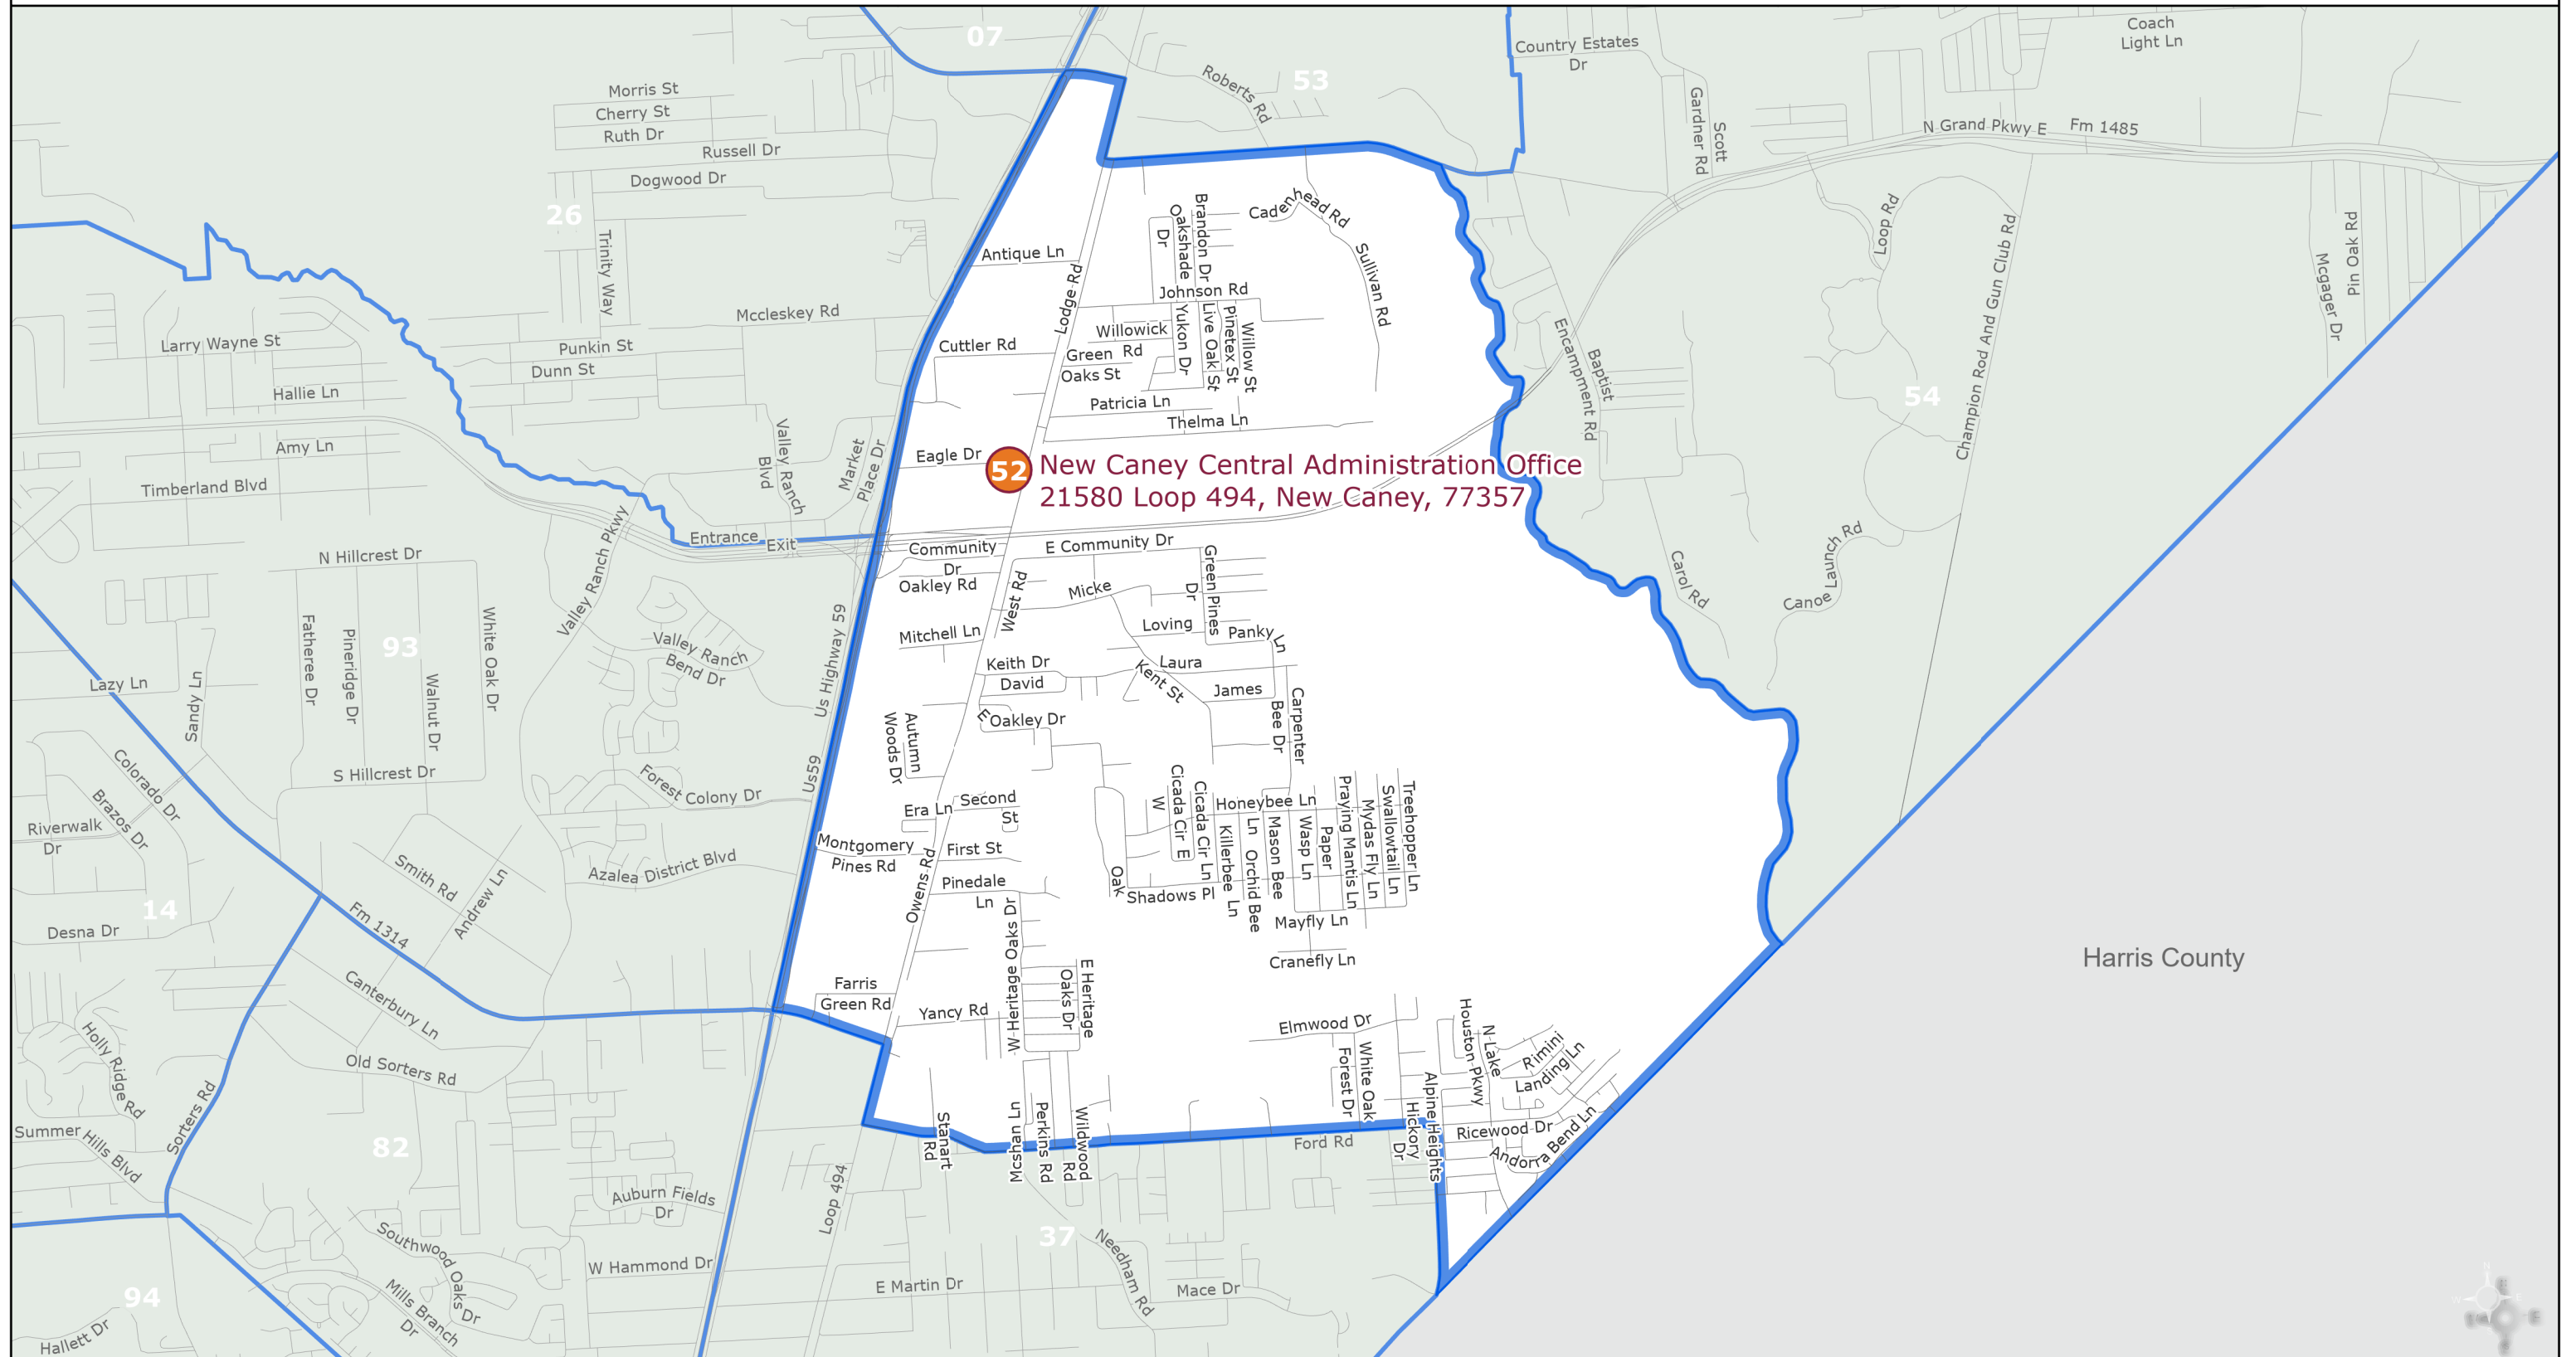 07
53
Coach
Light Ln
Country Estates
Dr
Morris St
Cherry St
Ruth Dr
Russell Dr
Dogwood Dr
Roberts Rd
Gardner Rd
Scott
N Grand Pkwy E
Fm 1485
26
Trinity Way
Antique Ln
Lodge Rd
Dr
Oakshade
Brandon Dr
Cadenhead Rd
Sullivan Rd
Johnson Rd
Loop Rd
Champion Rod And Gun Club Rd
Mcgager Dr
Pin Oak Rd
Mccleskey Rd
Larry Wayne St
Punkin St
Dunn St
Hallie Ln
Cuttler Rd
Willowick
Rd
Green
Oaks St
Yukon Dr
Live Oak St
Pinetex St
Willow St
Encampment Rd
Baptist
54
Patricia Ln
Thelma Ln
Amy Ln
Timberland Blvd
Valley Ranch
Blvd
Market
Place Dr
Eagle Dr
52
New Caney Central Administration Office
21580 Loop 494, New Caney, 77357
Entrance
Exit
N Hillcrest Dr
Valley Ranch Pkwy
Community
Dr
E Community Dr
Oakley Rd
West Rd
Micke
Green Pines
Dr
Carol Rd
Canoe Launch Rd
Fatheree Dr
Pineridge Dr
93
Walnut Dr
White Oak Dr
Valley Ranch
Bend Dr
Us Highway 59
Mitchell Ln
Loving
Panky
Ln
Lazy Ln
Sandy Ln
Keith Dr
David
Laura
Kent St
James
Carpenter
Bee Dr
E
Oakley Dr
Autumn
Woods Dr
Colorado Dr
Brazos Dr
S Hillcrest Dr
Forest Colony Dr
Us59
Riverwalk
Dr
Era Ln
Second
St
W
Cicada Cir E
Cicada Cir Ln
Honeybee Ln
Killerbee Ln
Ln
Orchid Bee
Mason Bee
Wasp Ln
Paper
Praying Mantis Ln
Mydas Fly Ln
Swallowtail Ln
Treehopper Ln
Montgomery
Pines Rd
First St
Owens Rd
Smith Rd
Andrew Ln
Azalea District Blvd
Pinedale
Ln
Oak
Shadows Pl
Mayfly Ln
Cranefly Ln
14
Desna Dr
Fm 1314
Harris County
Canterbury Ln
Farris
Green Rd
Yancy Rd
W Heritage Oaks Dr
E Heritage
Oaks Dr
Elmwood Dr
Forest Dr
White Oak
Houston Pkwy
N Lake
Rimini
Landing Ln
Holly Ridge Rd
Old Sorters Rd
Sorters Rd
Summer
Hills Blvd
82
Stanart
Rd
Mcshan Ln
Perkins Rd
Wildwood
Rd
Ford Rd
Hickory
Dr
Alpine Heights
Ricewood Dr
Andorra Bend Ln
Auburn Fields
Dr
Loop 494
37
Needham Rd
Southwood Oaks
Dr
W Hammond Dr
E Martin Dr
Mace Dr
94
Mills Branch
Dr
Hallett Dr